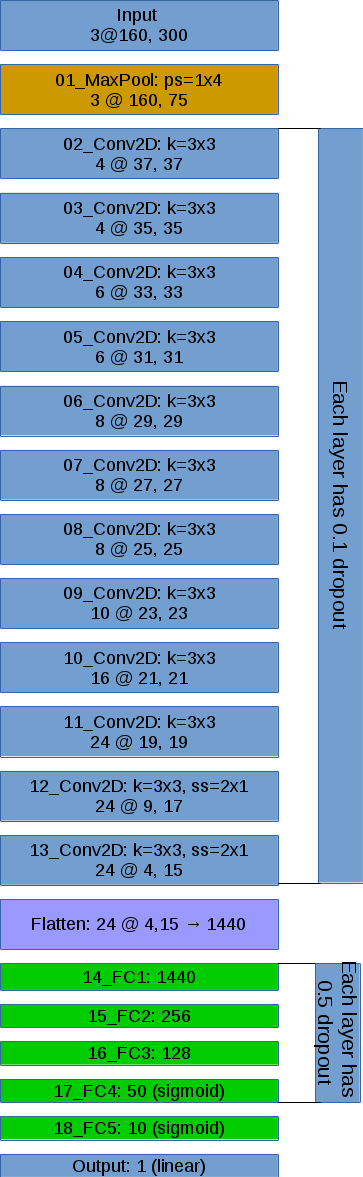 Input
3@160, 300
01_MaxPool: ps=1x4
3 @ 160, 75
02_Conv2D: k=3x3
4 @ 37, 37
03_Conv2D: k=3x3
4 @ 35, 35
04_Conv2D: k=3x3
6 @ 33, 33
05_Conv2D: k=3x3
6 @ 31, 31
06_Conv2D: k=3x3
8 @ 29, 29
07_Conv2D: k=3x3
8 @ 27, 27
08_Conv2D: k=3x3
8 @ 25, 25
09_Conv2D: k=3x3
10 @ 23, 23
10_Conv2D: k=3x3
16 @ 21, 21
11_Conv2D: k=3x3
24 @ 19, 19
12_Conv2D: k=3x3, ss=2x1
24 @ 9, 17
13_Conv2D: k=3x3, ss=2x1
24 @ 4, 15
Each layer has 0.1 dropout
Flatten: 24 @ 4,15 → 1440
14_FC1: 1440
15_FC2: 256
16_FC3: 128
17_FC4: 50 (sigmoid)
Each layer has
0.5 dropout
18_FC5: 10 (sigmoid)
Output: 1 (linear)